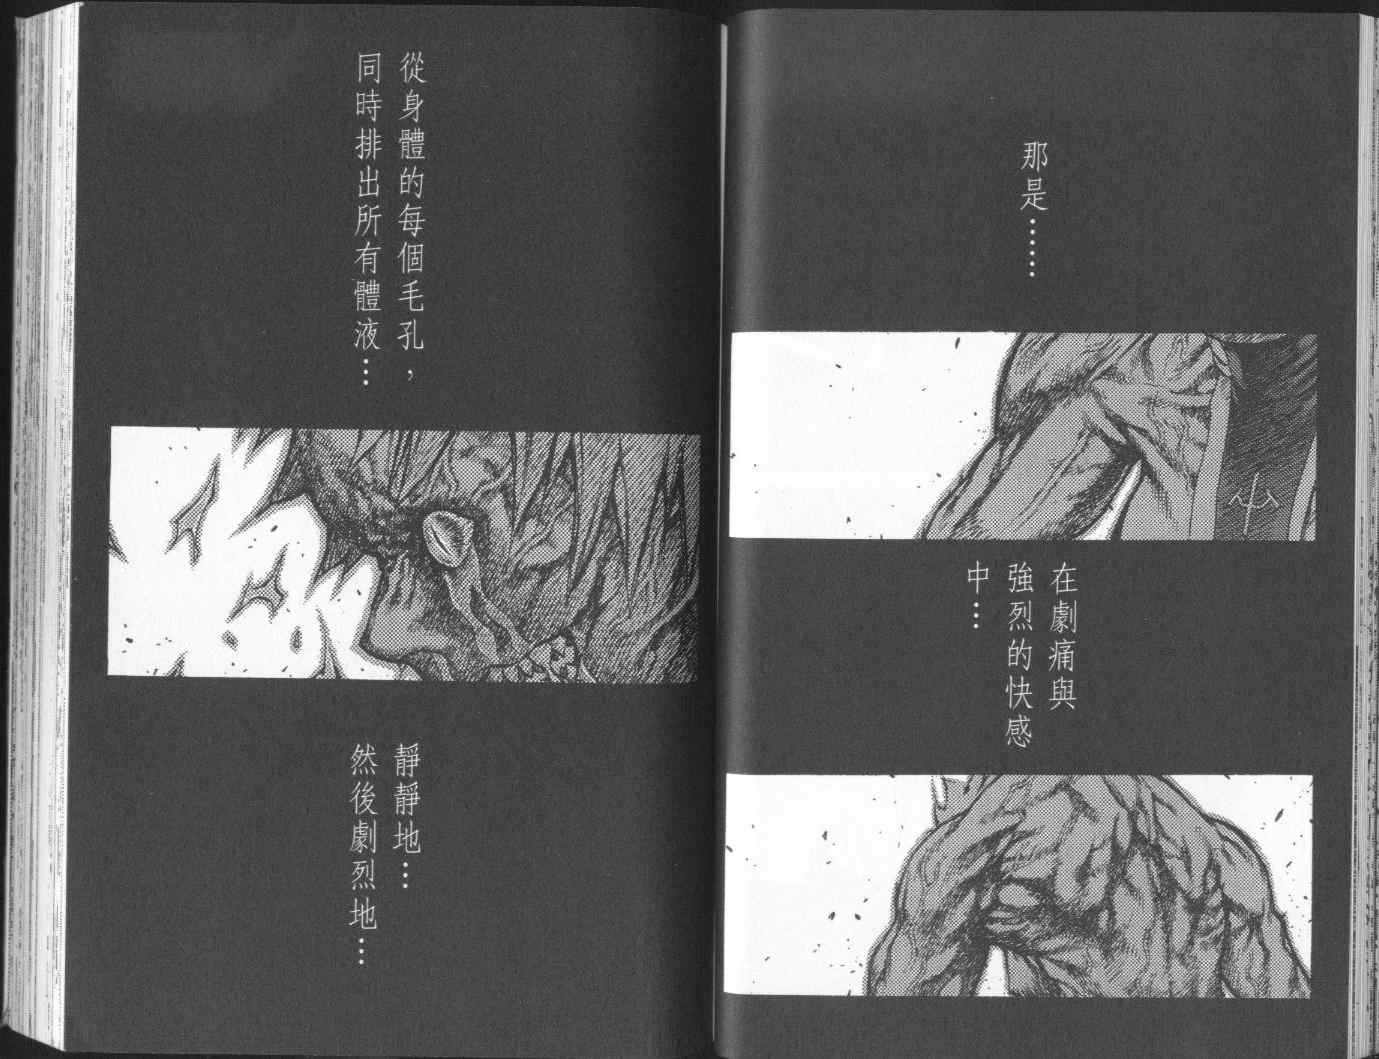 那是……
在劇痛與
強烈的快感
中…
從身體的每個毛孔，
同時排出所有體液…
靜靜地…
然後劇烈地…